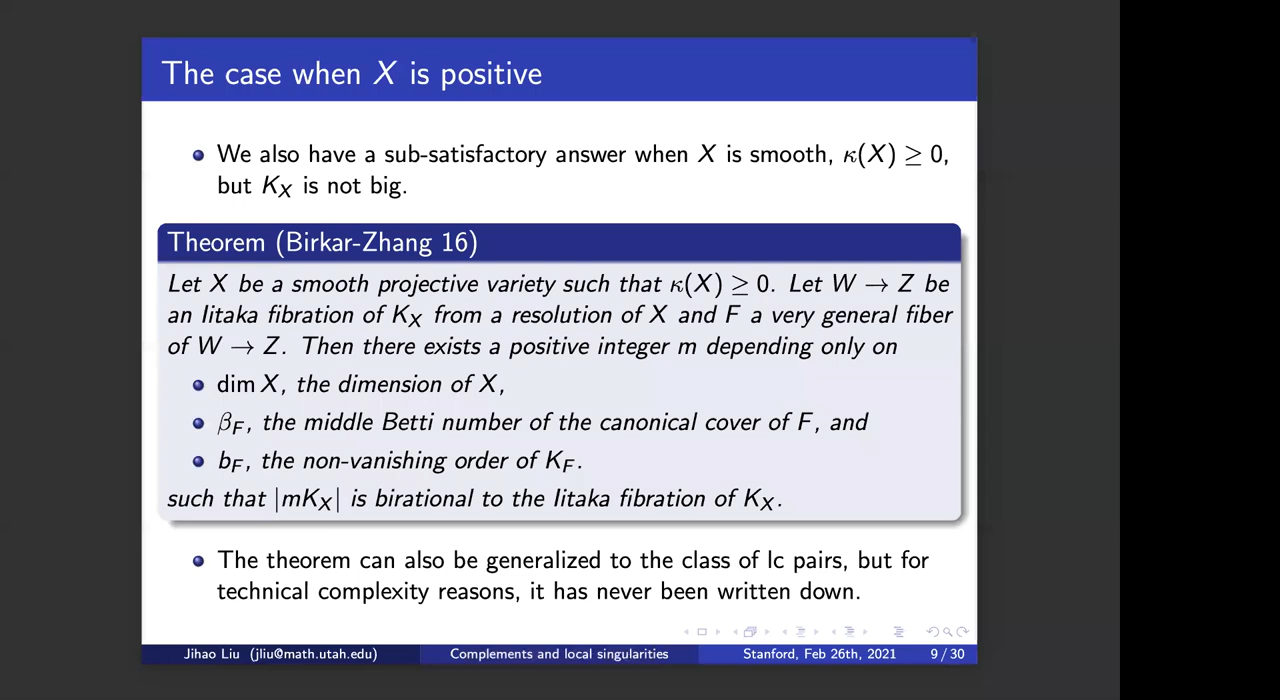 The case when X is positive
We also have a sub-satisfactory answer when X is smooth, κ(X) ≥ 0,
but K_X is not big.
Theorem (Birkar-Zhang 16)
Let X be a smooth projective variety such that κ(X) ≥ 0. Let W → Z be
an Iitaka fibration of K_X from a resolution of X and F a very general fiber
of W → Z. Then there exists a positive integer m depending only on
dim X, the dimension of X,
β_F, the middle Betti number of the canonical cover of F, and
b_F, the non-vanishing order of K_F.
such that |mK_X| is birational to the Iitaka fibration of K_X.
The theorem can also be generalized to the class of lc pairs, but for
technical complexity reasons, it has never been written down.
Jihao Liu (jliu@math.utah.edu) Complements and local singularities Stanford, Feb 26th, 2021 9 / 30